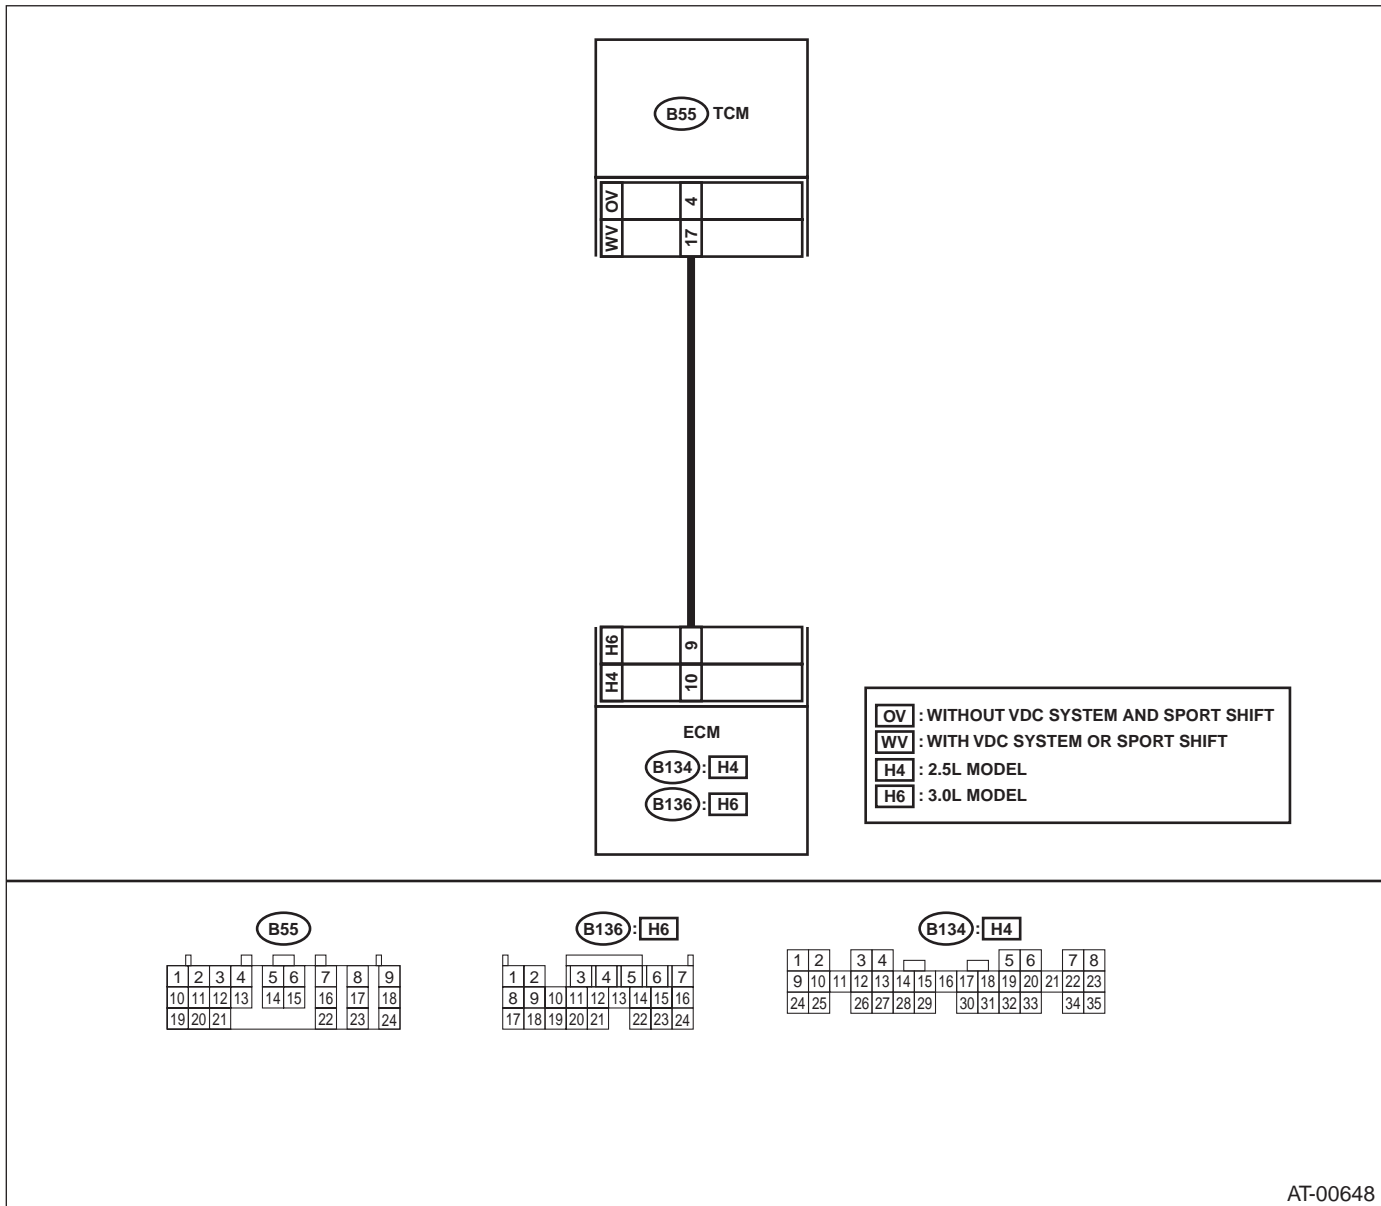 B55 TCM
OV 4
WV 17
H6 9
H4 10
ECM
B134 : H4
B136 : H6
OV : WITHOUT VDC SYSTEM AND SPORT SHIFT
WV : WITH VDC SYSTEM OR SPORT SHIFT
H4 : 2.5L MODEL
H6 : 3.0L MODEL
B55
1 2 3 4 5 6 7 8 9
10 11 12 13 14 15 16 17 18
19 20 21 22 23 24
B136 : H6
1 2 3 4 5 6 7
8 9 10 11 12 13 14 15 16
17 18 19 20 21 22 23 24
B134 : H4
1 2 3 4 5 6 7 8
9 10 11 12 13 14 15 16 17 18 19 20 21 22 23
24 25 26 27 28 29 30 31 32 33 34 35
AT-00648